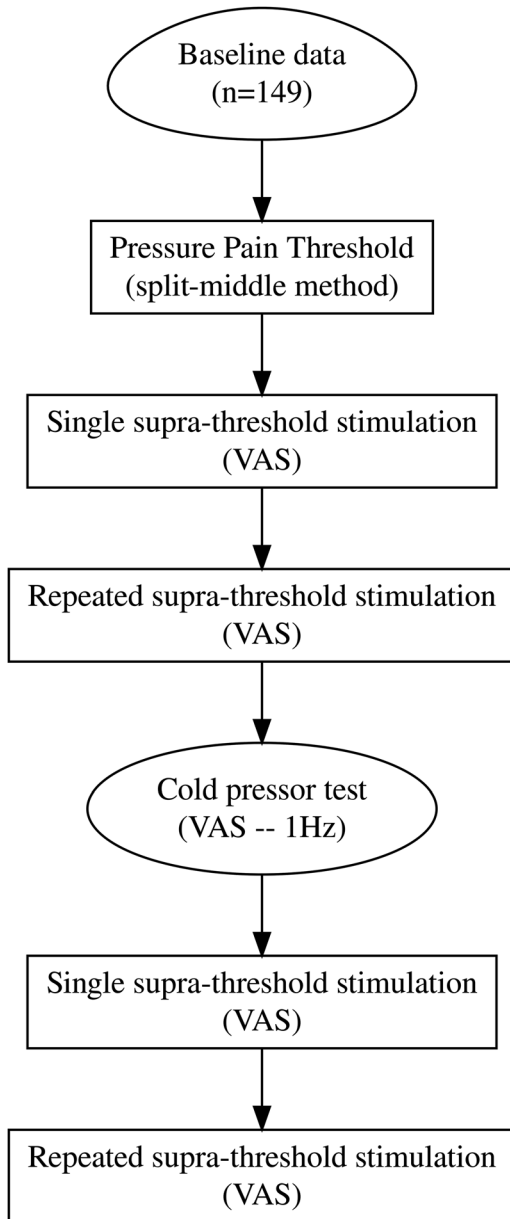 Baseline data
(n=149)
Pressure Pain Threshold
(split-middle method)
Single supra-threshold stimulation
(VAS)
Repeated supra-threshold stimulation
(VAS)
Cold pressor test
(VAS -- 1Hz)
Single supra-threshold stimulation
(VAS)
Repeated supra-threshold stimulation
(VAS)